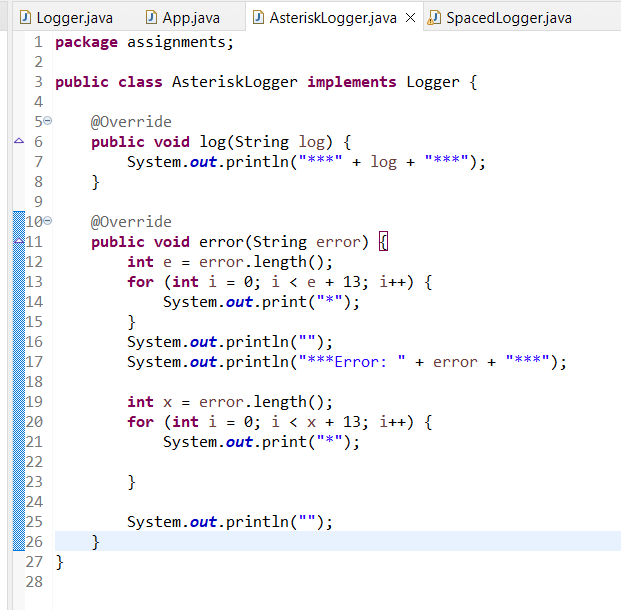 Logger.java App.java AsteriskLogger.java SpacedLogger.java
1 package assignments;
2
3 public class AsteriskLogger implements Logger {
4
5 @Override
6 public void log(String log) {
7 System.out.println("***" + log + "***");
8 }
9
10 @Override
11 public void error(String error) {
12 int e = error.length();
13 for (int i = 0; i < e + 13; i++) {
14 System.out.print("*");
15 }
16 System.out.println("");
17 System.out.println("***Error: " + error + "***");
18
19 int x = error.length();
20 for (int i = 0; i < x + 13; i++) {
21 System.out.print("*");
22
23 }
24
25 System.out.println("");
26 }
27 }
28